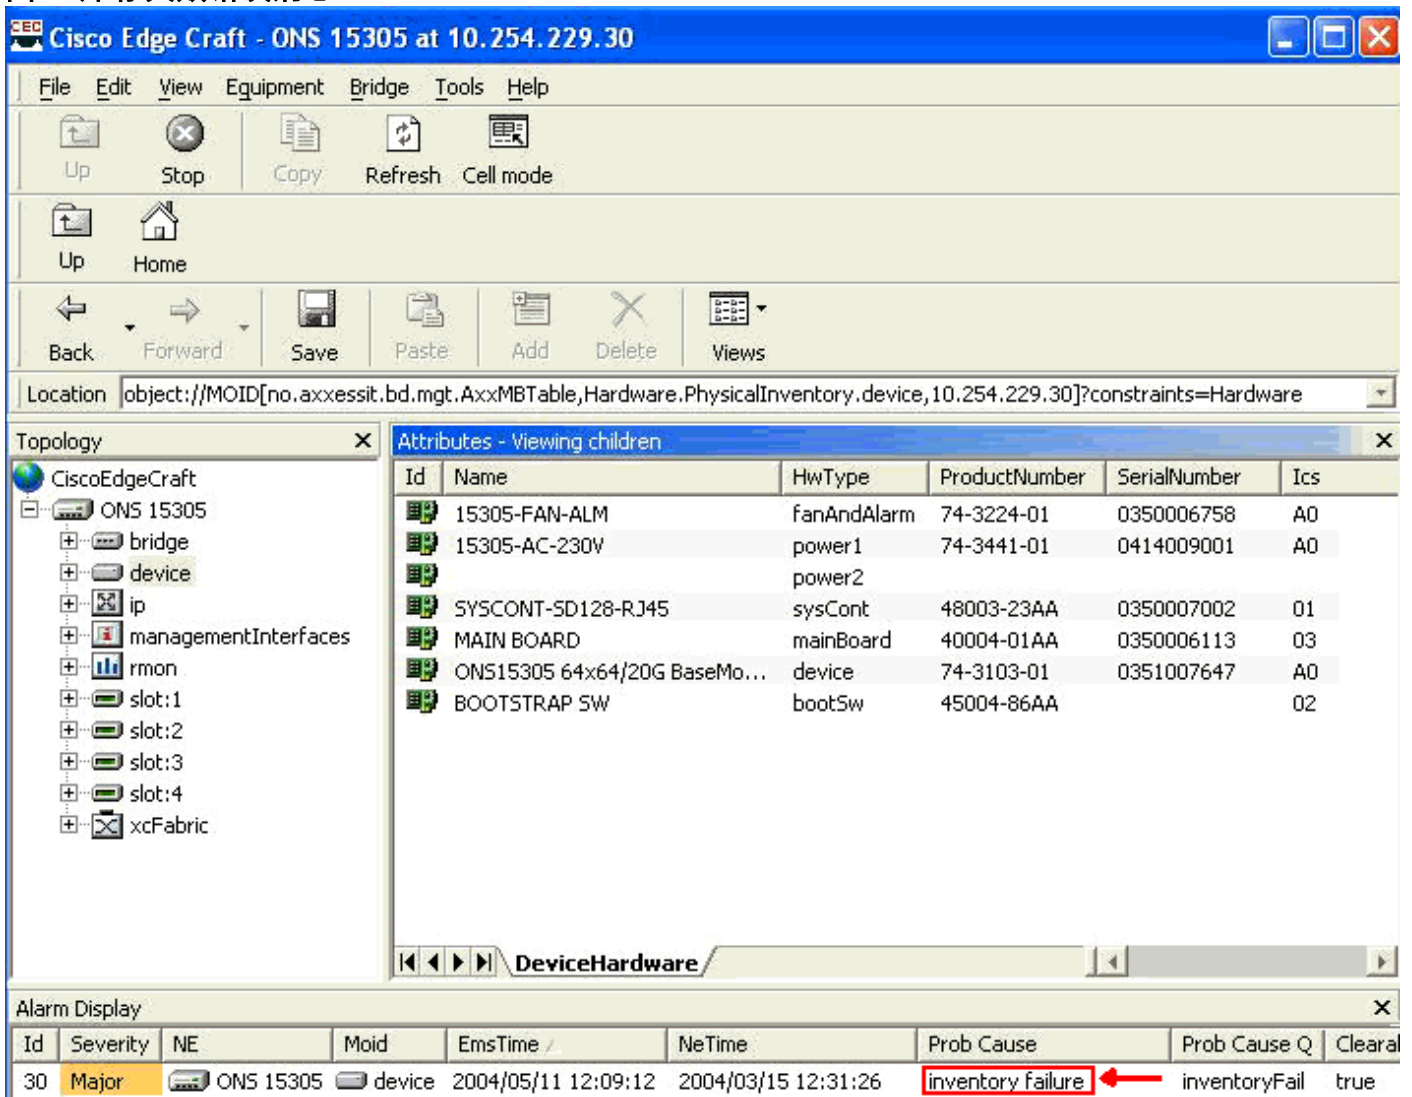 CEC Cisco Edge Craft - ONS 15305 at 10.254.229.30
File Edit View Equipment Bridge Tools Help
Up Stop Copy Refresh Cell mode
Up Home
Back Forward Save Paste Add Delete Views
Location object://MOID[no.axxessit.bd.mgt.AxxMBTable,Hardware.PhysicalInventory.device,10.254.229.30]?constraints=Hardware
Topology
CiscoEdgeCraft
ONS 15305
bridge
device
ip
managementInterfaces
rmon
slot:1
slot:2
slot:3
slot:4
xcFabric
Attributes - Viewing children
Id Name HwType ProductNumber SerialNumber Ics
15305-FAN-ALM fanAndAlarm 74-3224-01 0350006758 A0
15305-AC-230V power1 74-3441-01 0414009001 A0
power2
SYSCONT-SD128-RJ45 sysCont 48003-23AA 0350007002 01
MAIN BOARD mainBoard 40004-01AA 0350006113 03
ONS15305 64x64/20G BaseMo... device 74-3103-01 0351007647 A0
BOOTSTRAP SW bootSw 45004-86AA 02
DeviceHardware
Alarm Display
Id Severity NE Moid EmsTime NeTime Prob Cause Prob Cause Q Clearal
30 Major ONS 15305 device 2004/05/11 12:09:12 2004/03/15 12:31:26 inventory failure inventoryFail true